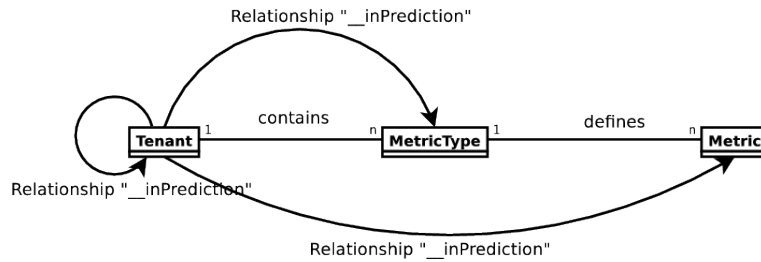 Relationship "__inPrediction"
contains
defines
Tenant
1
n
MetricType
1
n
Metric
Relationship "__inPrediction"
Relationship "__inPrediction"